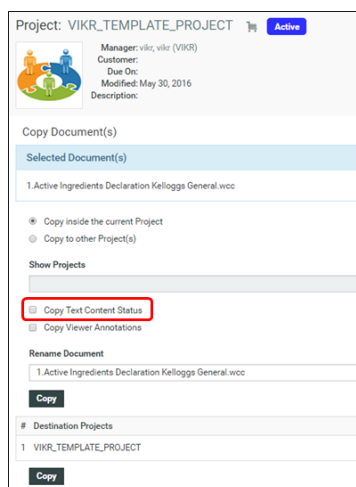 Project: VIKR_TEMPLATE_PROJECT Active
Manager: vikr, vikr (VIKR)
Customer:
Due On:
Modified: May 30, 2016
Description:
Copy Document(s)
Selected Document(s)
1.Active Ingredients Declaration Kelloggs General.wcc
Copy inside the current Project
Copy to other Project(s)
Show Projects
Copy Text Content Status
Copy Viewer Annotations
Rename Document
1.Active Ingredients Declaration Kelloggs General.wcc
Copy
# Destination Projects
1 VIKR_TEMPLATE_PROJECT
Copy